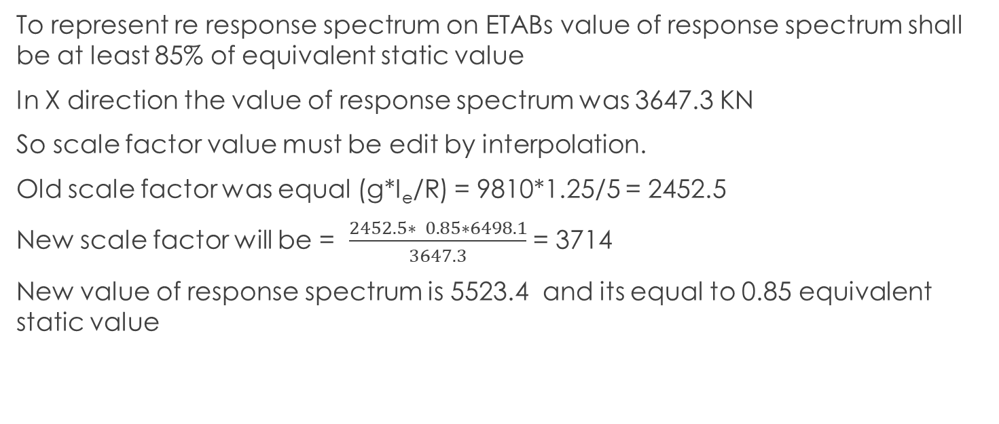 To represent re response spectrum on ETABs value of response spectrum shall
be at least 85% of equivalent static value
In X direction the value of response spectrum was 3647.3 KN
So scale factor value must be edit by interpolation.
Old scale factor was equal (g*Iₑ/R) = 9810*1.25/5 = 2452.5
New scale factor will be = 2452.5* 0.85*6498.1 / 3647.3 = 3714
New value of response spectrum is 5523.4 and its equal to 0.85 equivalent
static value